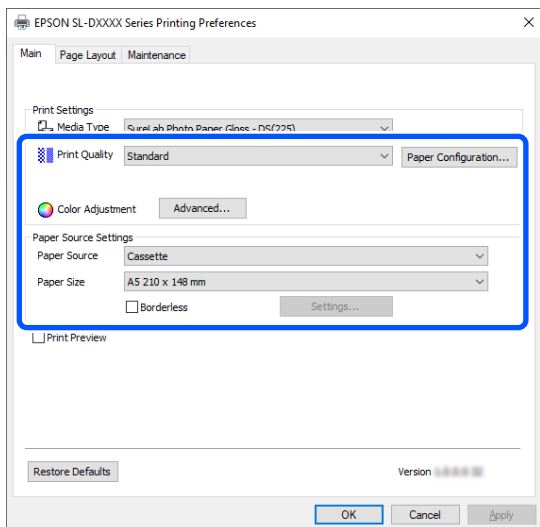 EPSON SL-DXXXX Series Printing Preferences
Main Page Layout Maintenance
Print Settings
Media Type SureLab Photo Paper Gloss - DS(225)
Print Quality Standard Paper Configuration...
Color Adjustment Advanced...
Paper Source Settings
Paper Source Cassette
Paper Size A5 210 x 148 mm
Borderless Settings...
Print Preview
Restore Defaults Version
OK Cancel Apply